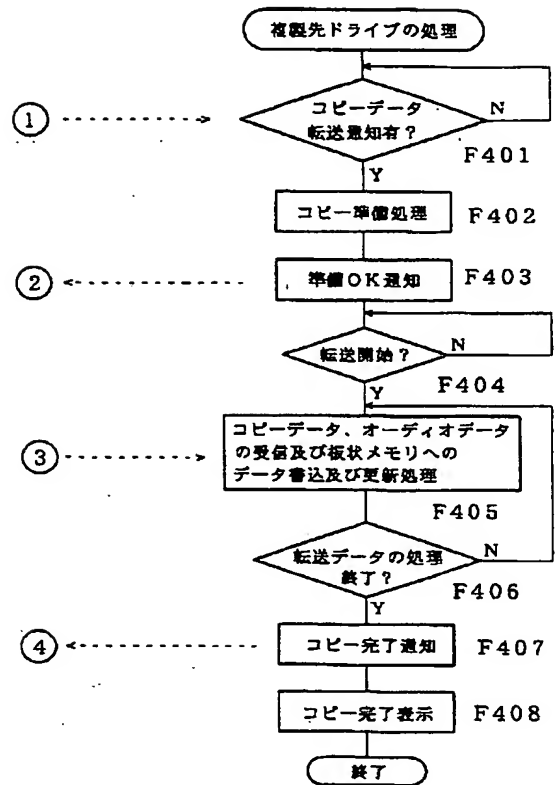 複製先ドライブの処理
コピーデータ
転送通知有?
N
①
F401
Y
コピー準備処理
F402
②
準備OK通知
F403
転送開始?
N
F404
Y
コピーデータ、オーディオデータ
の受信及び板状メモリへの
データ書込及び更新処理
③
F405
転送データの処理
終了?
N
F406
Y
④
コピー完了通知
F407
コピー完了表示
F408
終了